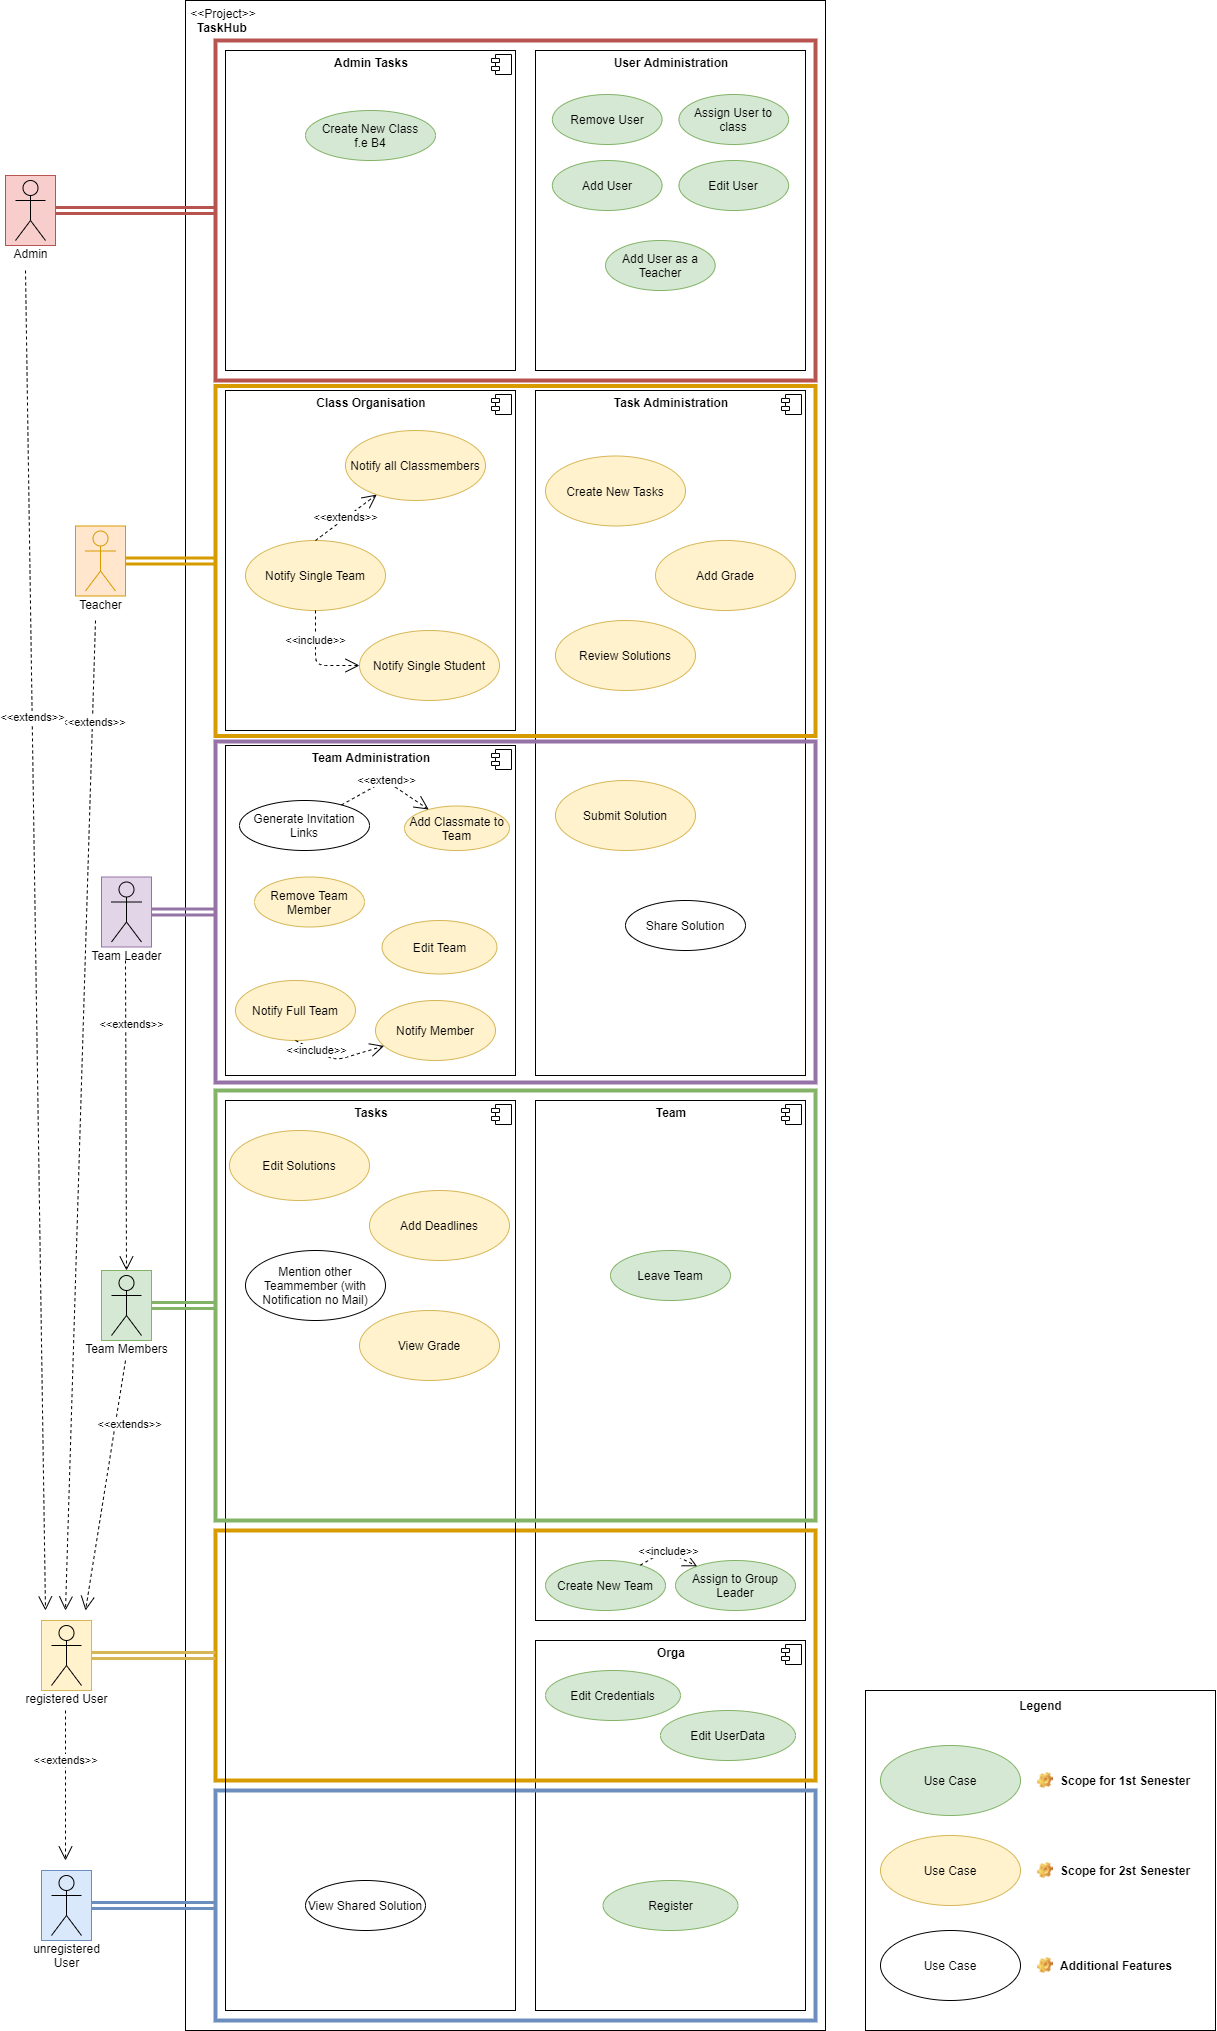 <<Project>>
TaskHub
Admin Tasks
User Administration
Create New Class
f.e B4
Remove User
Assign User to
class
Add User
Edit User
Add User as a
Teacher
Admin
Class Organisation
Task Administration
Notify all Classmembers
<<extends>>
Notify Single Team
<<include>>
Notify Single Student
Create New Tasks
Add Grade
Review Solutions
Teacher
<<extends>>
<<extends>>
Team Administration
<<extend>>
Generate Invitation
Links
Add Classmate to
Team
Remove Team
Member
Edit Team
Notify Full Team
Notify Member
<<include>>
Submit Solution
Share Solution
Team Leader
<<extends>>
Tasks
Team
Edit Solutions
Add Deadlines
Mention other
Teammember (with
Notification no Mail)
View Grade
Leave Team
Team Members
<<extends>>
<<include>>
Create New Team
Assign to Group
Leader
Orga
Edit Credentials
Edit UserData
registered User
<<extends>>
View Shared Solution
Register
unregistered
User
Legend
Use Case
Scope for 1st Senester
Use Case
Scope for 2st Senester
Use Case
Additional Features